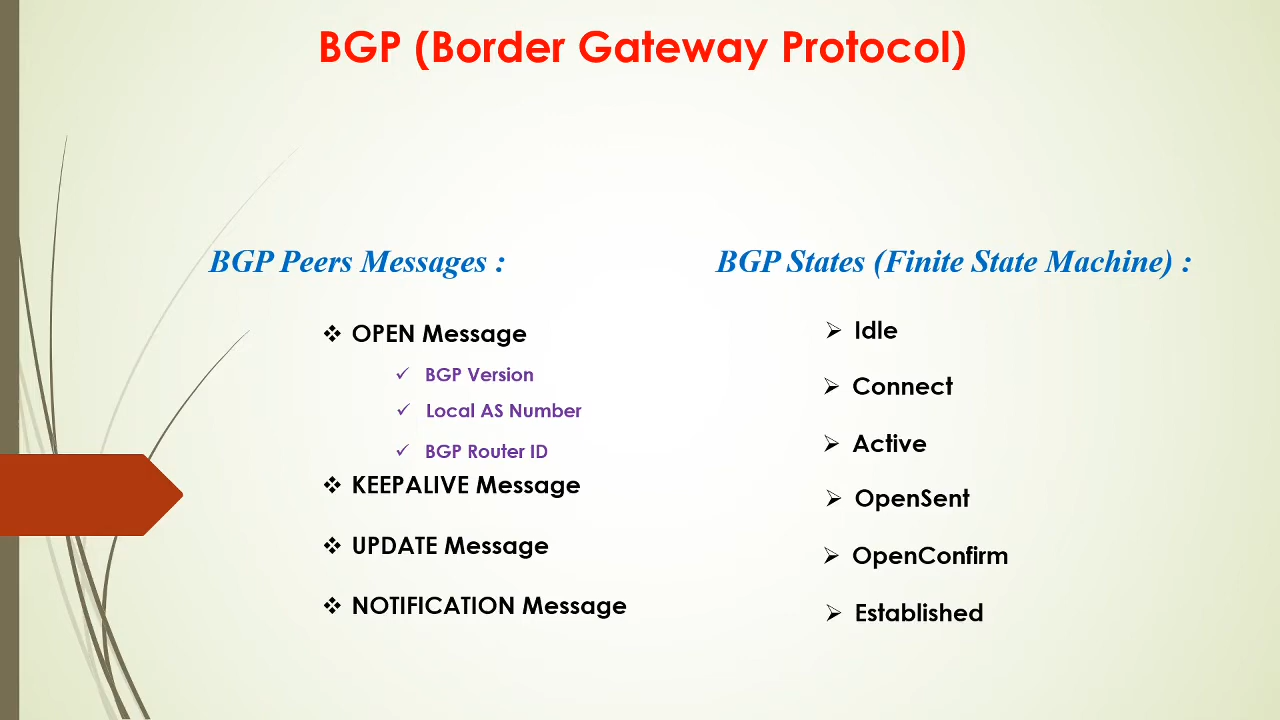 BGP (Border Gateway Protocol)
BGP Peers Messages :
OPEN Message
BGP Version
Local AS Number
BGP Router ID
KEEPALIVE Message
UPDATE Message
NOTIFICATION Message
BGP States (Finite State Machine) :
Idle
Connect
Active
OpenSent
OpenConfirm
Established